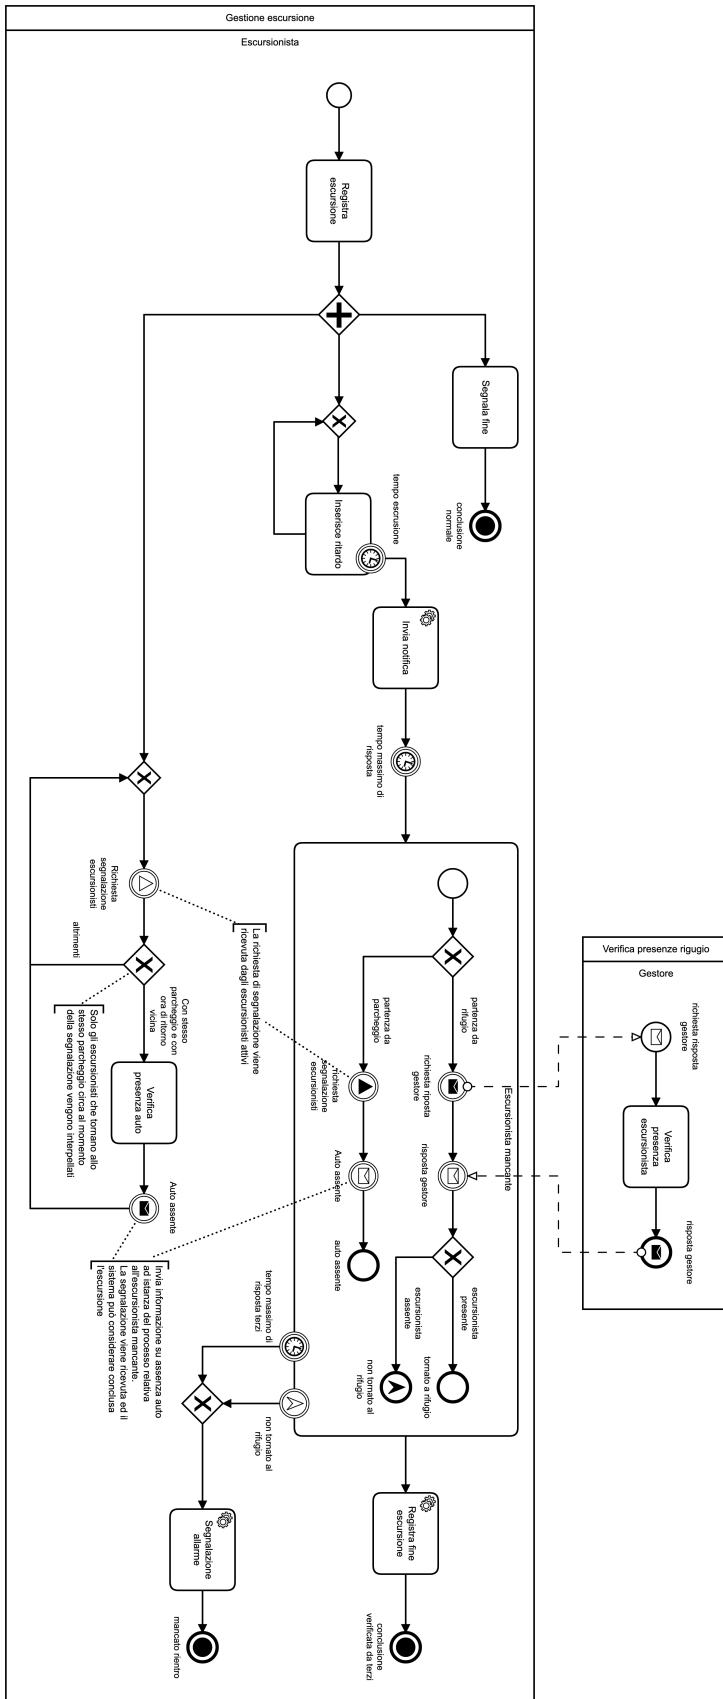 Gestione escursione
Escursionista
Registra
escursione
Segnala fine
conclusione
normale
Inserisce ritardo
tempo escrusione
Invia notifica
tempo massimo di
risposta
Richiesta
segnalazione
escursionisti
altrimenti
Con stesso
parcheggio e con
ora di ritorno
vicina
Solo gli escursionisti che tornano allo
stesso parcheggio circa al momento
della segnalazione vengono interpellati
La richiesta di segnalazione viene
ricevuta dagli escursionisti attivi
Verifica
presenza auto
Auto assente
Invia informazione su assenza auto
ad istanza del processo relativa
all'escursionista mancante.
La segnalazione viene ricevuta ed il
sistema può considerare conclusa
l'escursione
Escursionista mancante
partenza da
rifugio
partenza da
parcheggio
richiesta riposta
gestore
richiesta
segnalazione
escursionisti
risposta gestore
Auto assente
auto assente
escursionista
presente
escursionista
assente
tornato a rifugio
non tornato al
rifugio
tempo massimo di
risposta terzi
non tornato al
rifugio
Segnalazione
allarme
mancato rientro
Registra fine
escursione
conclusione
verificata da terzi
Verifica presenze rigugio
Gestore
richiesta risposta
gestore
Verifica
presenza
escursionista
risposta gestore